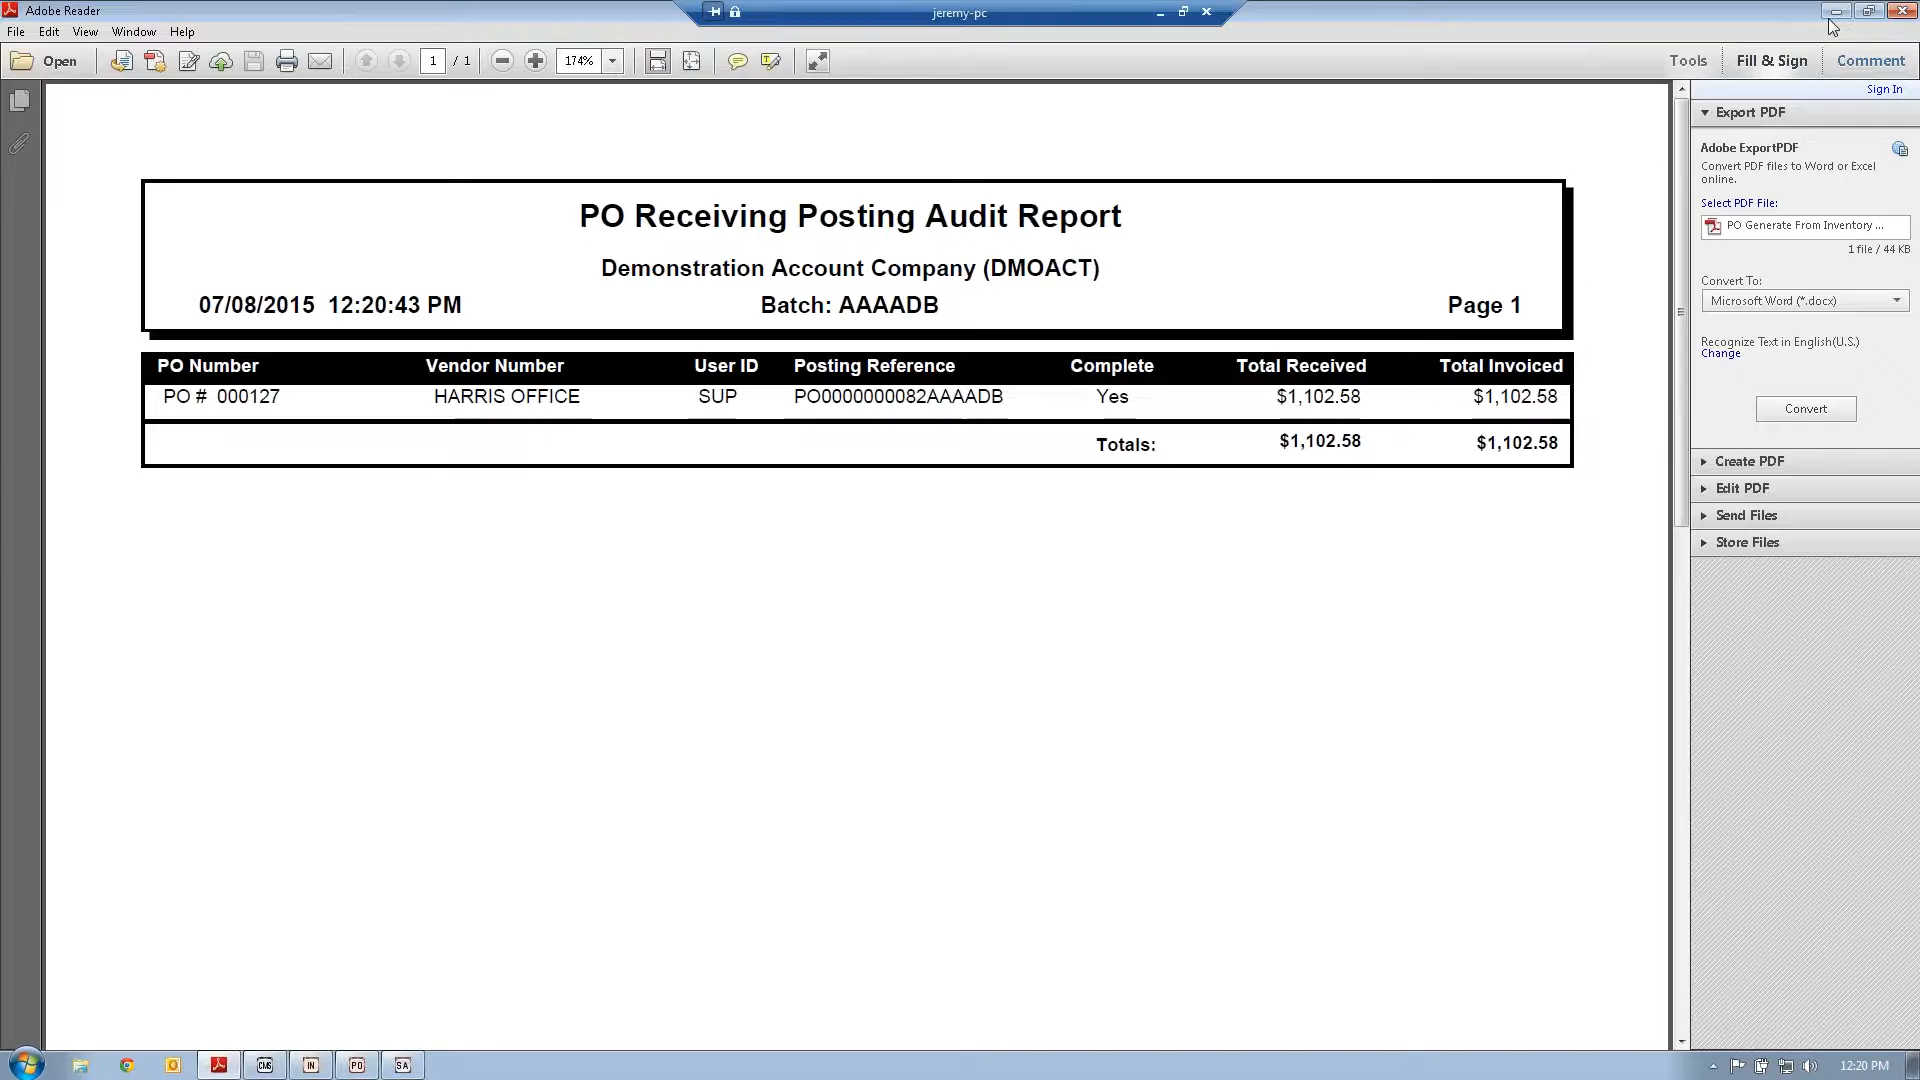 Adobe Reader
jeremy-pc
File Edit View Window Help
Open
1 / 1
174%
Tools
Fill & Sign
Comment
Sign In
Export PDF
Adobe ExportPDF
Convert PDF files to Word or Excel
online.
Select PDF File:
PO Generate From Inventory ...
1 file / 44 KB
Convert To:
Microsoft Word (*.docx)
Recognize Text in English(U.S.)
Change
Convert
Create PDF
Edit PDF
Send Files
Store Files
PO Receiving Posting Audit Report
Demonstration Account Company (DMOACT)
07/08/2015 12:20:43 PM Batch: AAAADB Page 1
PO Number Vendor Number User ID Posting Reference Complete Total Received Total Invoiced
PO # 000127 HARRIS OFFICE SUP PO0000000082AAAADB Yes $1,102.58 $1,102.58
Totals: $1,102.58 $1,102.58
CMS IN PO SA
12:20 PM